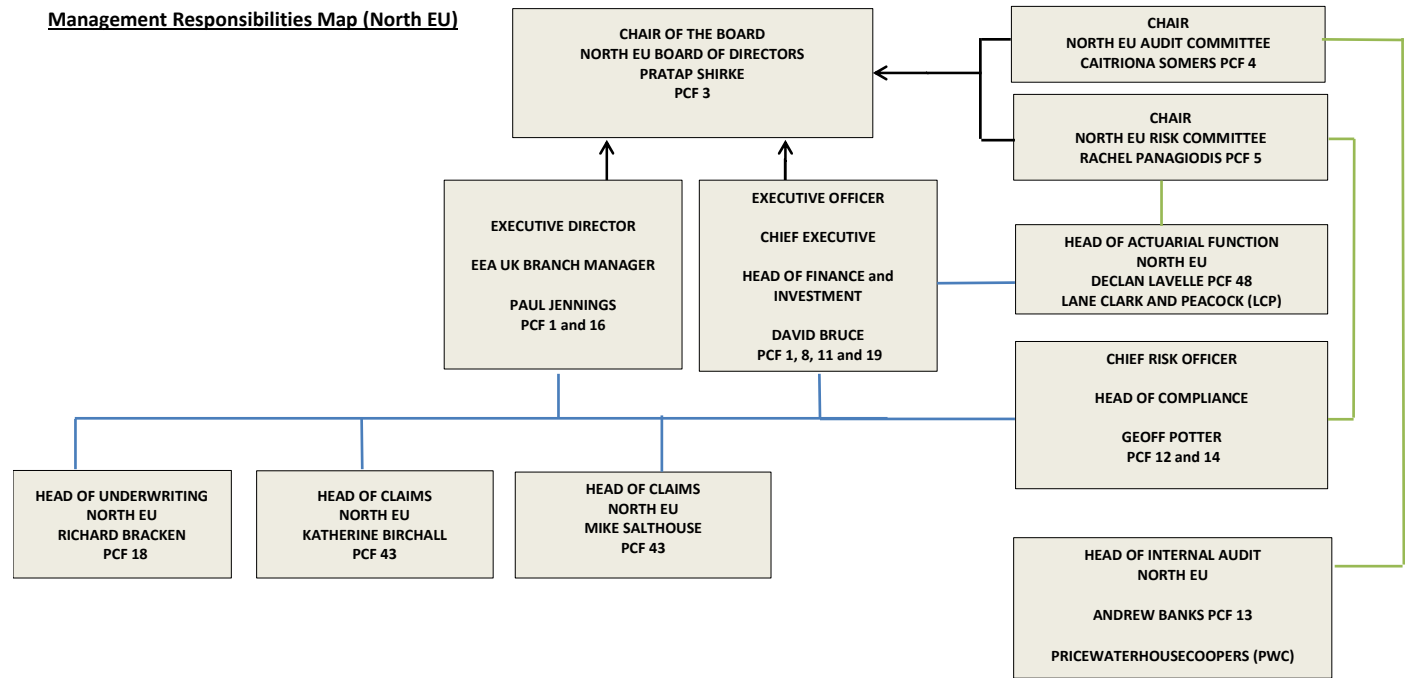 Management Responsibilities Map (North EU)
CHAIR OF THE BOARD
NORTH EU BOARD OF DIRECTORS
PRATAP SHIRKE
PCF 3
CHAIR
NORTH EU AUDIT COMMITTEE
CAITRIONA SOMERS PCF 4
CHAIR
NORTH EU RISK COMMITTEE
RACHEL PANAGIODIS PCF 5
EXECUTIVE DIRECTOR
EEA UK BRANCH MANAGER
PAUL JENNINGS
PCF 1 and 16
EXECUTIVE OFFICER
CHIEF EXECUTIVE
HEAD OF FINANCE and
INVESTMENT
DAVID BRUCE
PCF 1, 8, 11 and 19
HEAD OF ACTUARIAL FUNCTION
NORTH EU
DECLAN LAVELLE PCF 48
LANE CLARK AND PEACOCK (LCP)
CHIEF RISK OFFICER
HEAD OF COMPLIANCE
GEOFF POTTER
PCF 12 and 14
HEAD OF UNDERWRITING
NORTH EU
RICHARD BRACKEN
PCF 18
HEAD OF CLAIMS
NORTH EU
KATHERINE BIRCHALL
PCF 43
HEAD OF CLAIMS
NORTH EU
MIKE SALTHOUSE
PCF 43
HEAD OF INTERNAL AUDIT
NORTH EU
ANDREW BANKS PCF 13
PRICEWATERHOUSECOOPERS (PWC)